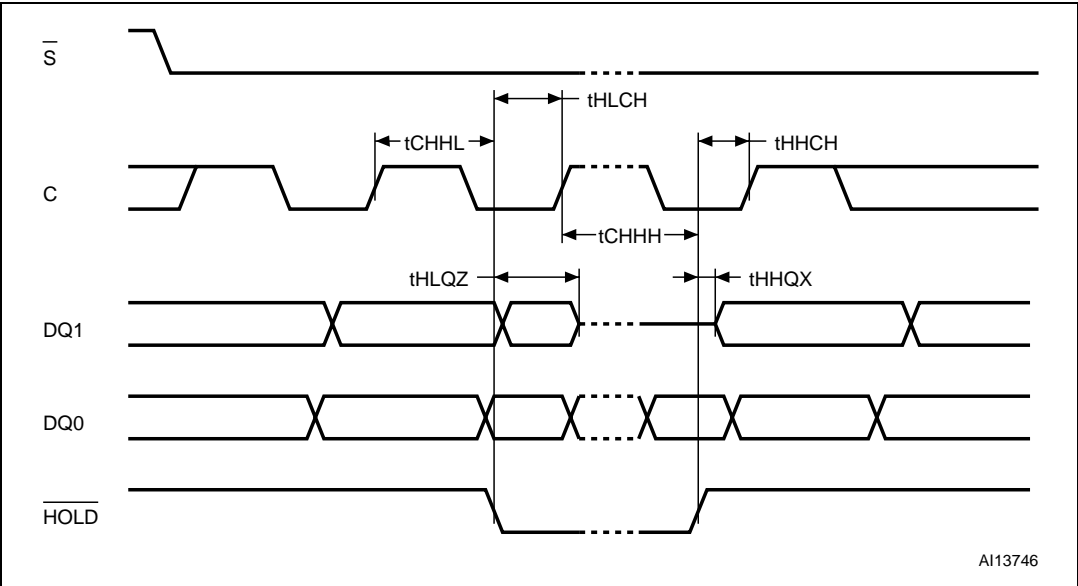 S
tHLCH
tCHHL
tHHCH
C
tCHHH
tHLQZ
tHHQX
DQ1
DQ0
HOLD
AI13746